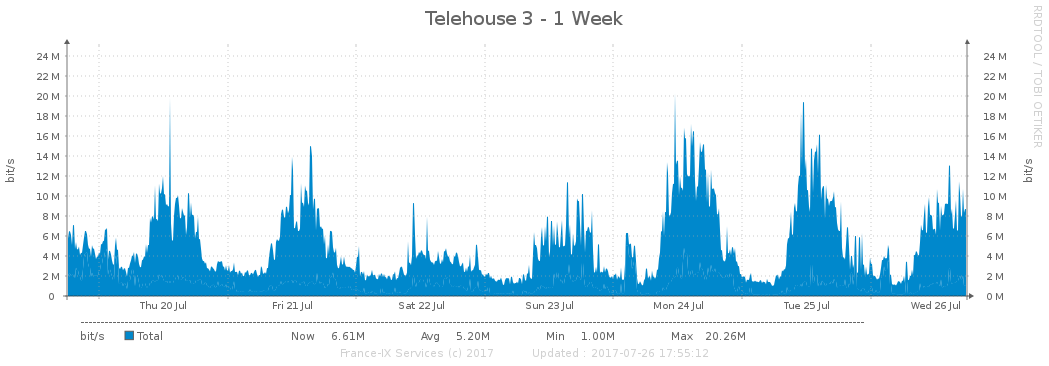 Telehouse 3 - 1 Week
RRDTOOL / TOBI OETIKER
bit/s
24 M
22 M
20 M
18 M
16 M
14 M
12 M
10 M
8 M
6 M
4 M
2 M
0
24 M
22 M
20 M
18 M
16 M
14 M
12 M
10 M
8 M
6 M
4 M
2 M
0 M
bit/s
Thu 20 Jul Fri 21 Jul Sat 22 Jul Sun 23 Jul Mon 24 Jul Tue 25 Jul Wed 26 Jul
bit/s Total Now 6.61M Avg 5.20M Min 1.00M Max 20.26M
France-IX Services (c) 2017 Updated : 2017-07-26 17:55:12